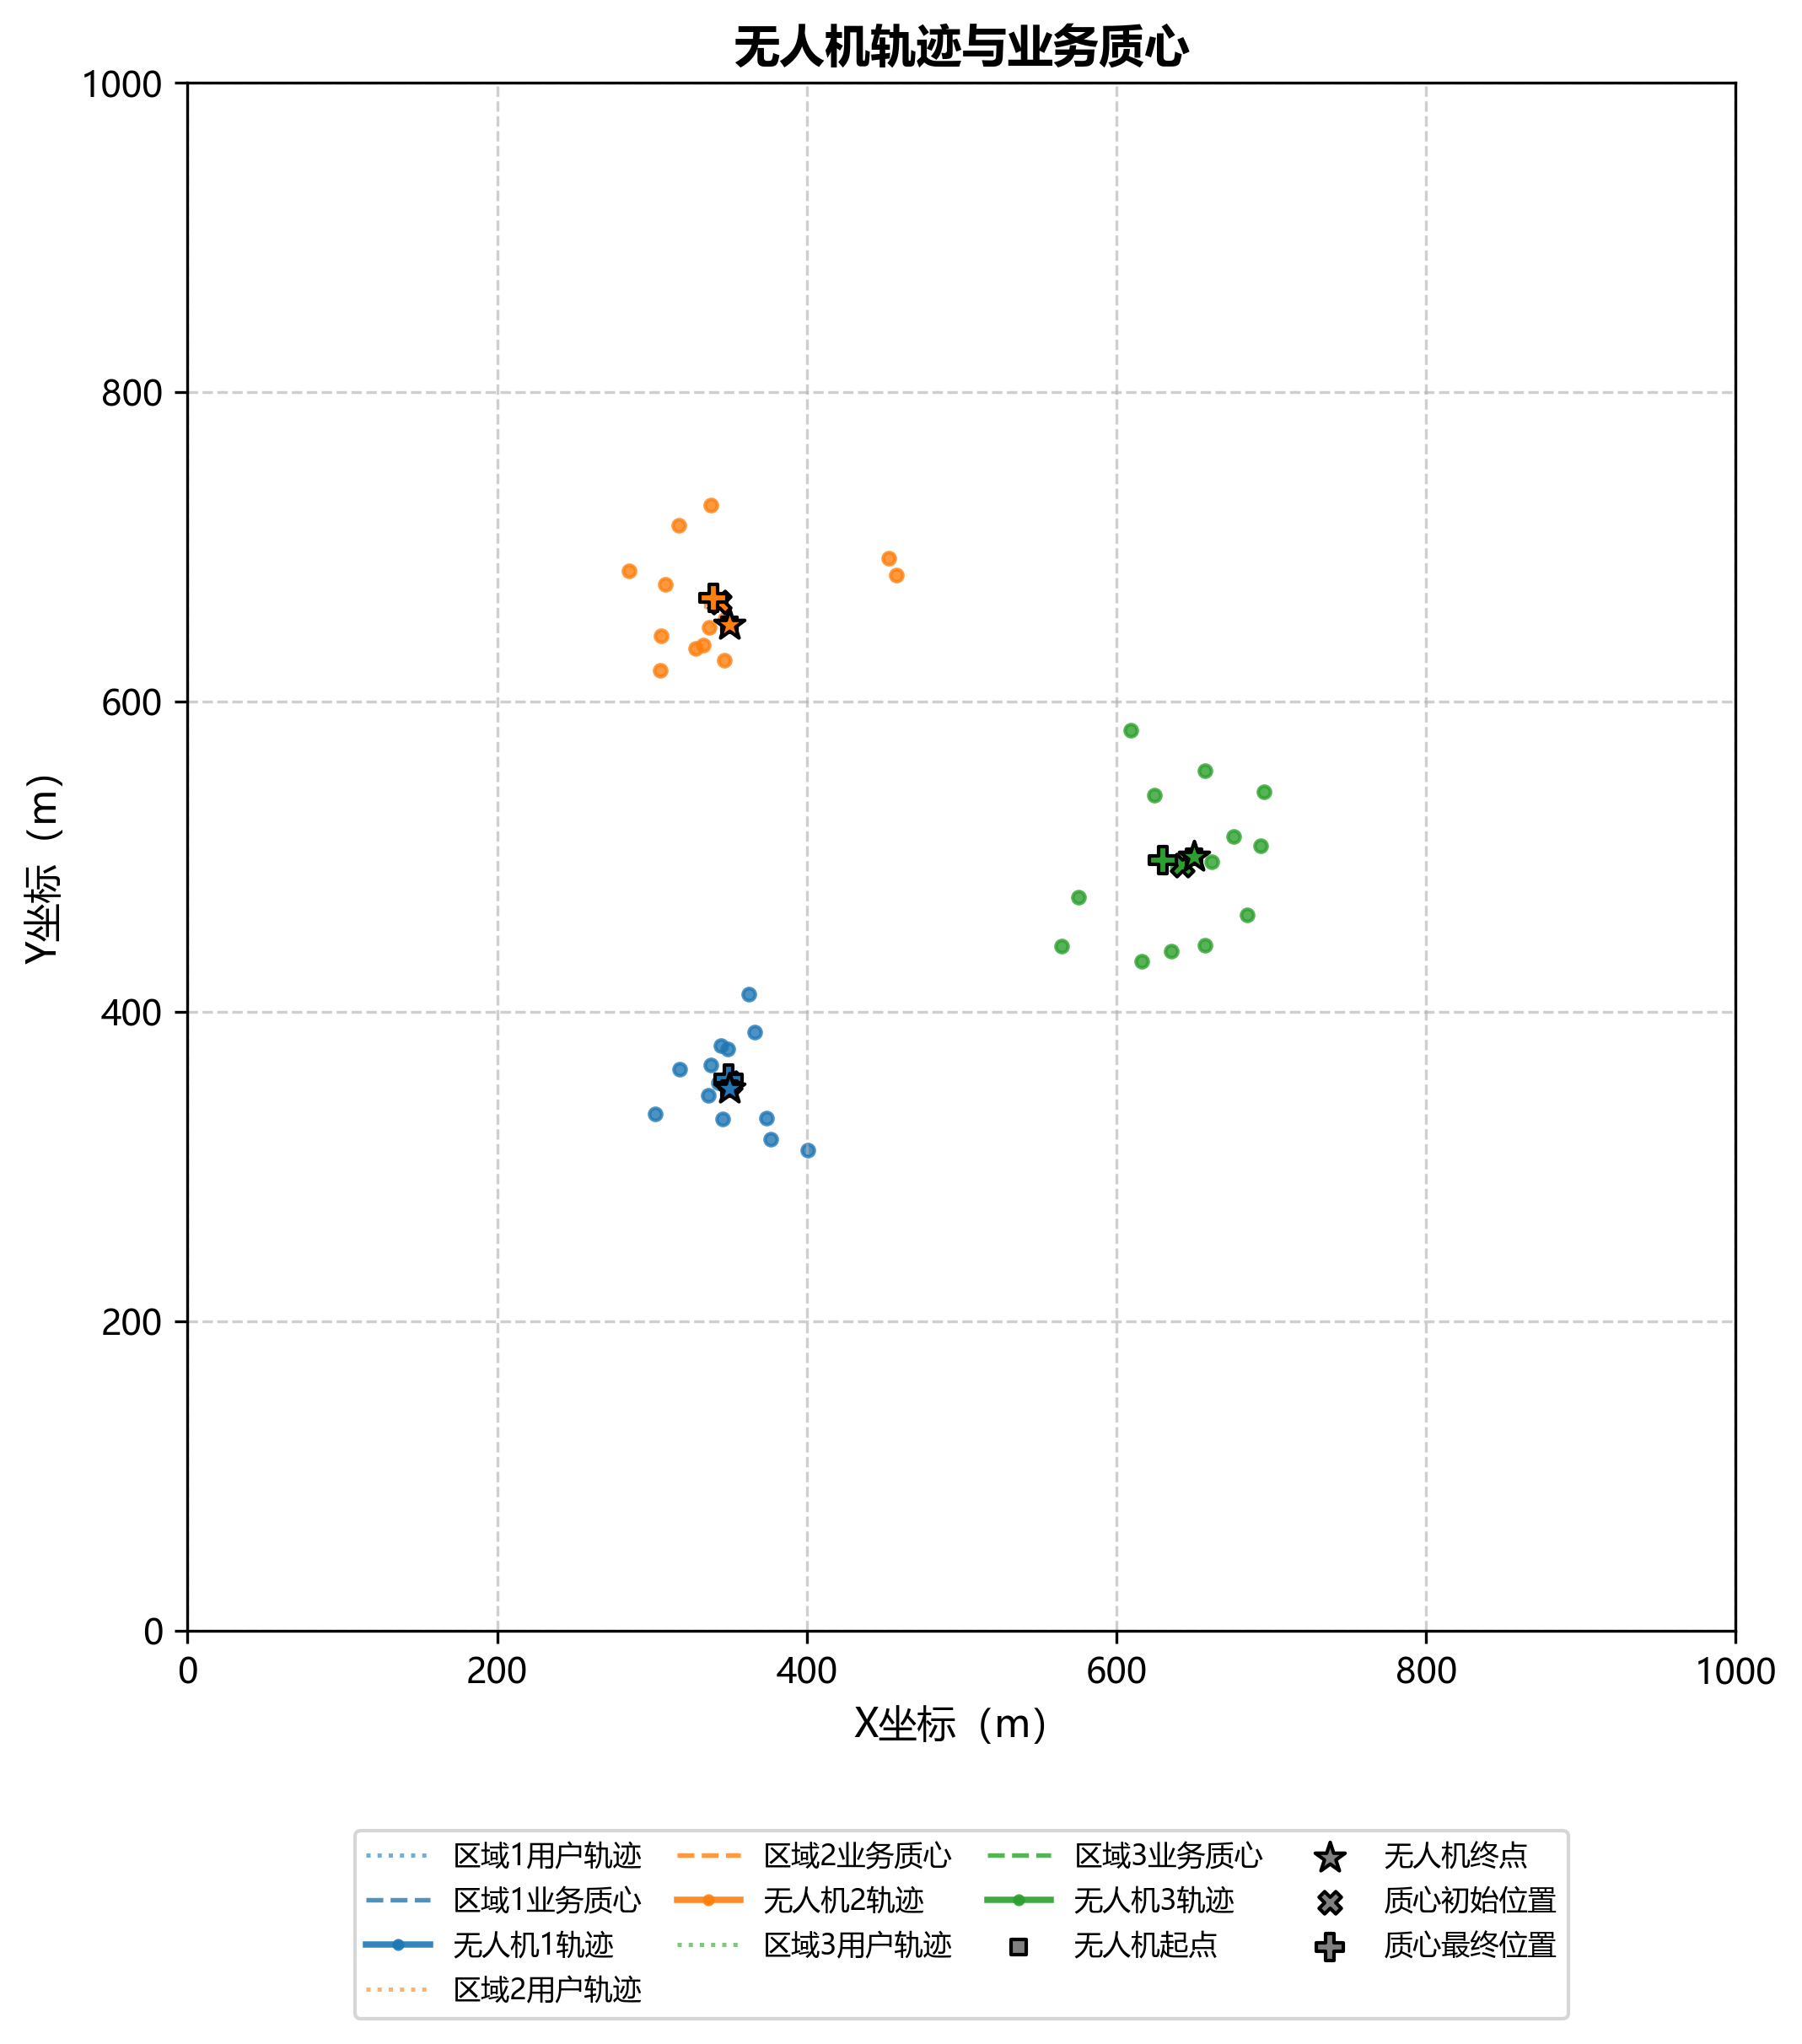 无人机轨迹与业务质心
1000
800
600
400
200
0
Y坐标（m）
0 200 400 600 800 1000
X坐标（m）
区域1用户轨迹 区域2业务质心 区域3业务质心 无人机终点
区域1业务质心 无人机2轨迹 无人机3轨迹 质心初始位置
无人机1轨迹 区域3用户轨迹 无人机起点 质心最终位置
区域2用户轨迹